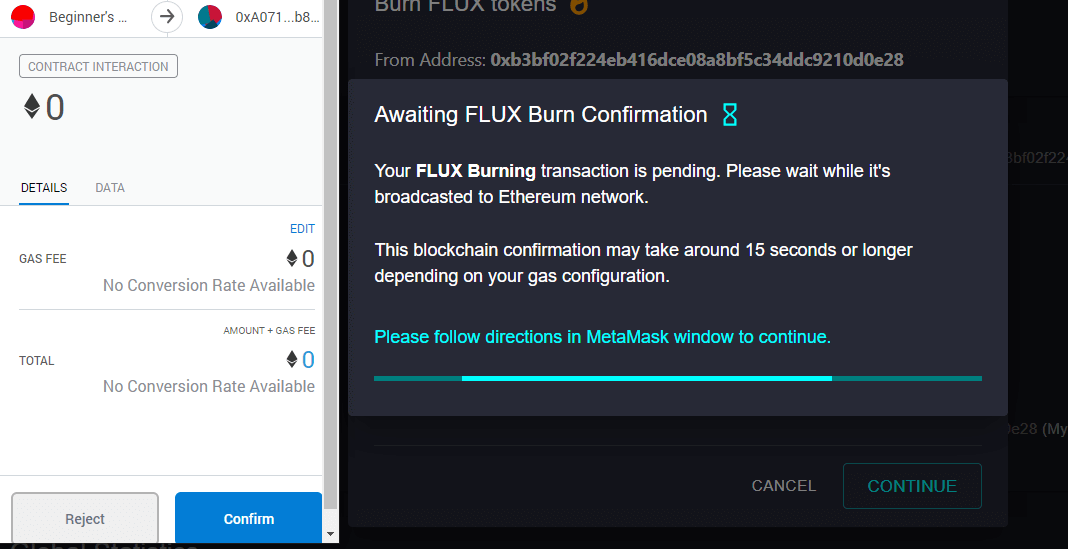 Beginner's ...
0xA071...b8...
CONTRACT INTERACTION
0
DETAILS
DATA
EDIT
GAS FEE
0
No Conversion Rate Available
AMOUNT + GAS FEE
TOTAL
0
No Conversion Rate Available
Reject
Confirm
Burn FLUX tokens
From Address: 0xb3bf02f224eb416dce08a8bf5c34ddc9210d0e28
Awaiting FLUX Burn Confirmation
Your FLUX Burning transaction is pending. Please wait while it's
broadcasted to Ethereum network.
This blockchain confirmation may take around 15 seconds or longer
depending on your gas configuration.
Please follow directions in MetaMask window to continue.
CANCEL
CONTINUE
3bf02f224
0e28 (My
Global Statistics